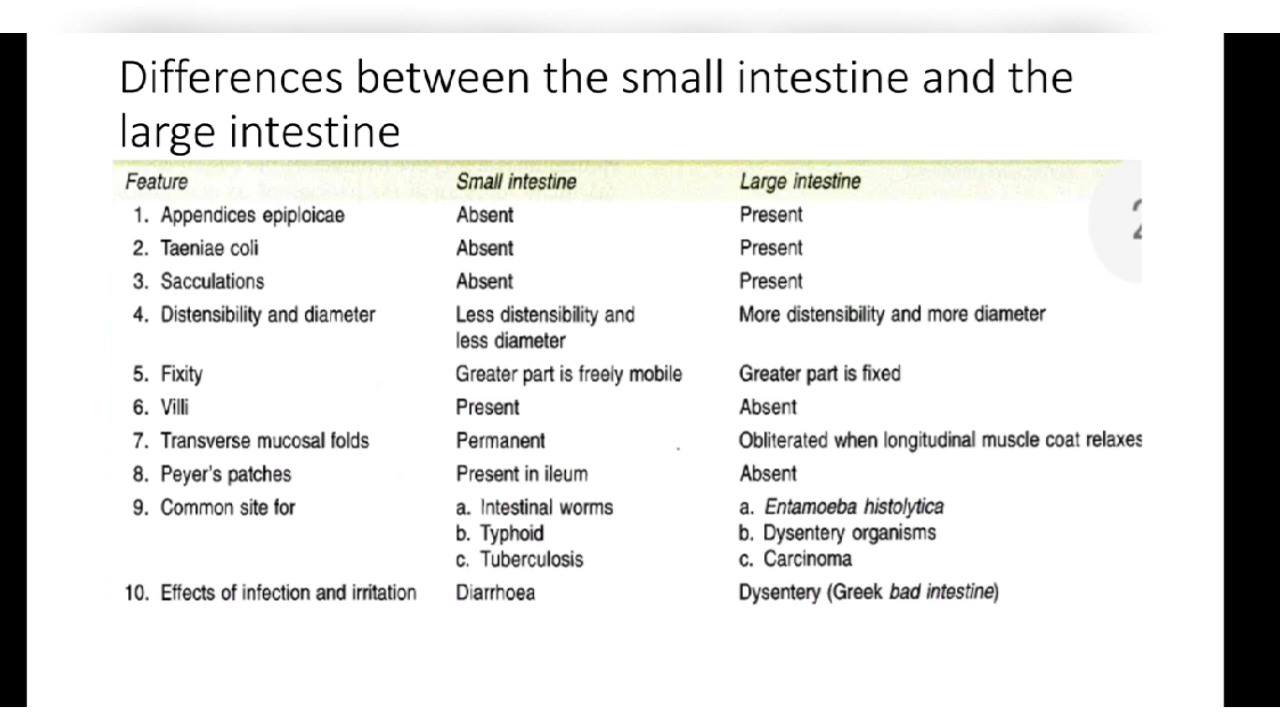 Differences between the small intestine and the
large intestine
Feature Small intestine Large intestine
1. Appendices epiploicae Absent Present
2. Taeniae coli Absent Present
3. Sacculations Absent Present
4. Distensibility and diameter Less distensibility and More distensibility and more diameter
less diameter
5. Fixity Greater part is freely mobile Greater part is fixed
6. Villi Present Absent
7. Transverse mucosal folds Permanent Obliterated when longitudinal muscle coat relaxes
8. Peyer's patches Present in ileum Absent
9. Common site for a. Intestinal worms a. Entamoeba histolytica
b. Typhoid b. Dysentery organisms
c. Tuberculosis c. Carcinoma
10. Effects of infection and irritation Diarrhoea Dysentery (Greek bad intestine)